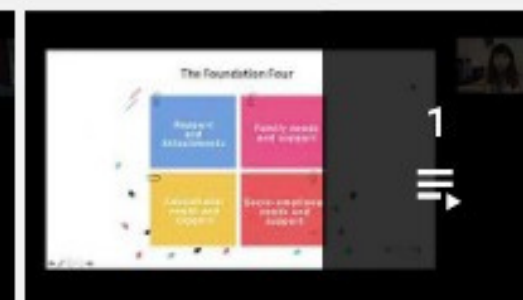 The Foundation Four
Rapport
and
Attachments
Family needs
and support
Educational
needs and
support
Socio-emotional
needs and
support
1